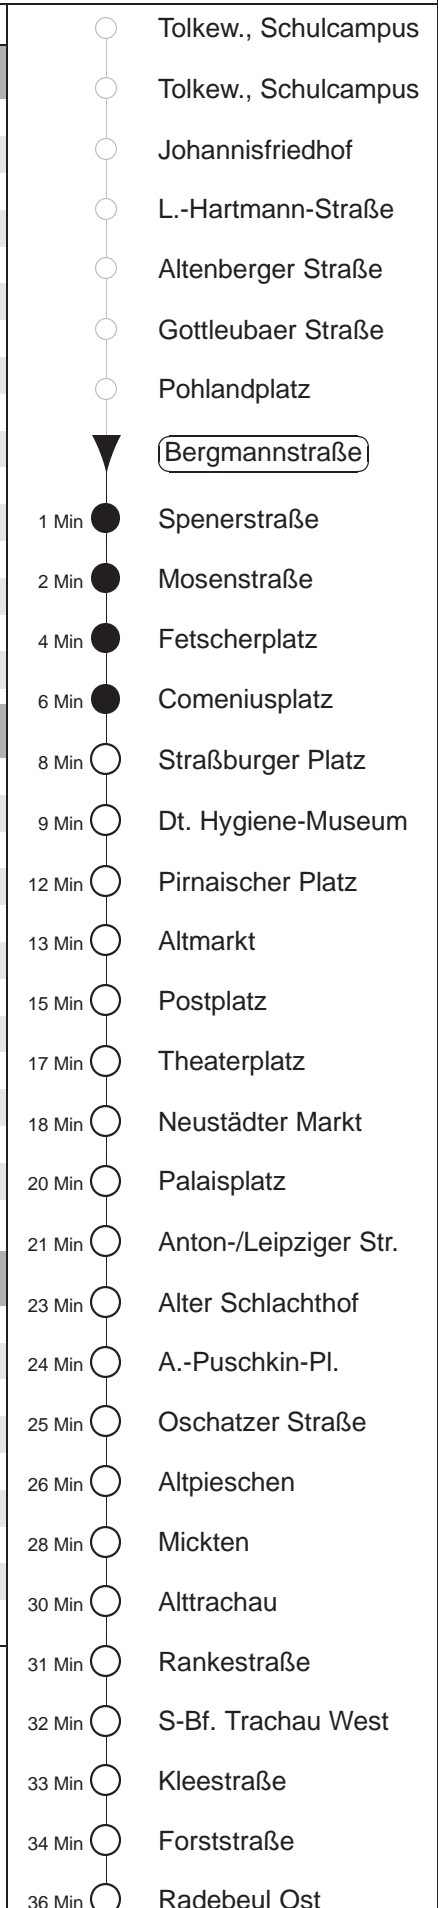 Tolkew., Schulcampus
Tolkew., Schulcampus
Johannisfriedhof
L.-Hartmann-Straße
Altenberger Straße
Gottleubaer Straße
Pohlandplatz
Bergmannstraße
1 Min Spenerstraße
2 Min Mosenstraße
4 Min Fetscherplatz
6 Min Comeniusplatz
8 Min Straßburger Platz
9 Min Dt. Hygiene-Museum
12 Min Pirnaischer Platz
13 Min Altmarkt
15 Min Postplatz
17 Min Theaterplatz
18 Min Neustädter Markt
20 Min Palaisplatz
21 Min Anton-/Leipziger Str.
23 Min Alter Schlachthof
24 Min A.-Puschkin-Pl.
25 Min Oschatzer Straße
26 Min Altpieschen
28 Min Mickten
30 Min Alttrachau
31 Min Rankestraße
32 Min S-Bf. Trachau West
33 Min Kleestraße
34 Min Forststraße
36 Min Radebeul Ost